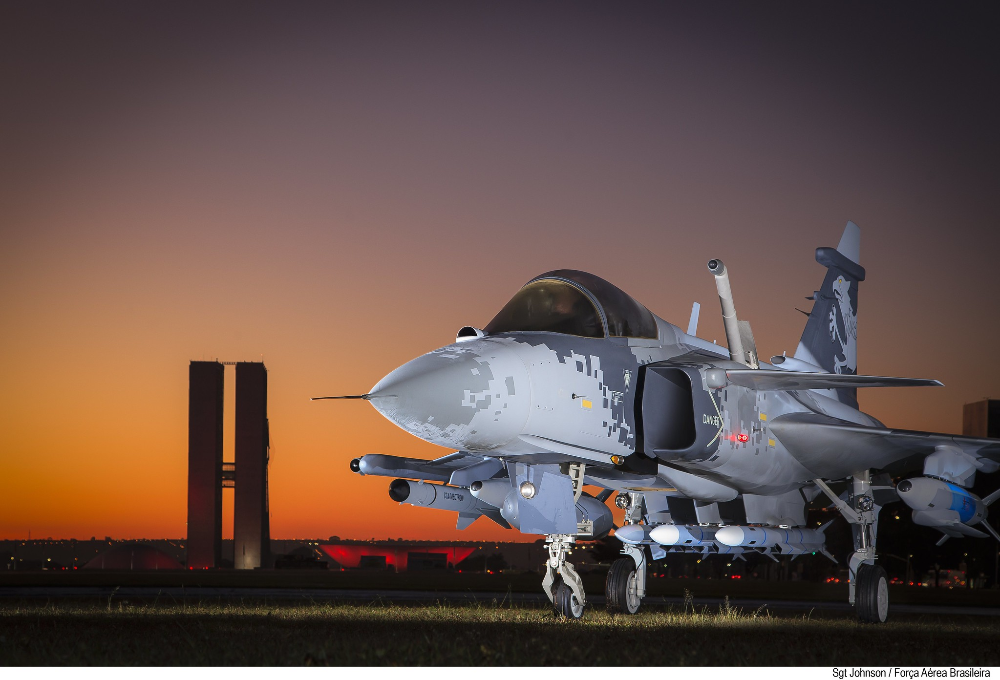 DANGER
CTA/MECTRON
Sgt Johnson / Força Aérea Brasileira